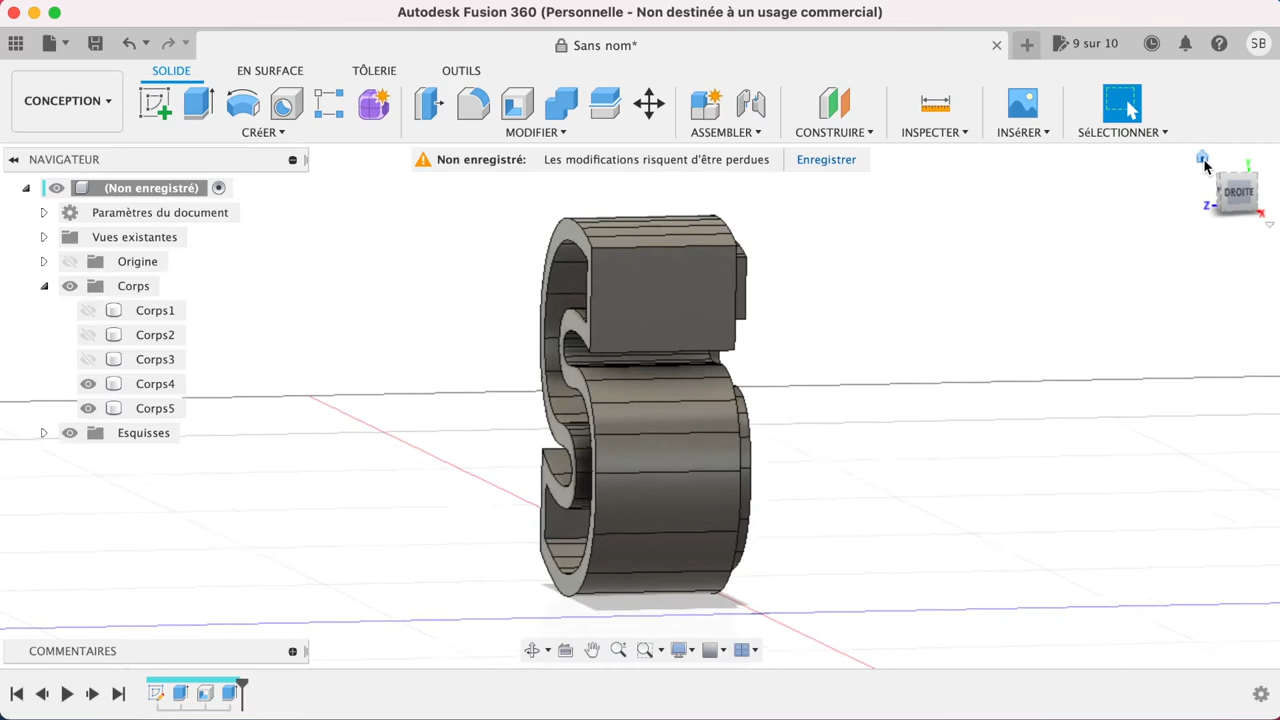 Autodesk Fusion 360 (Personnelle - Non destinée à un usage commercial)
Sans nom*
9 sur 10
SB
CONCEPTION
SOLIDE
EN SURFACE
TÔLERIE
OUTILS
CRéER
MODIFIER
ASSEMBLER
CONSTRUIRE
INSPECTER
INSéRER
SéLECTIONNER
NAVIGATEUR
Non enregistré: Les modifications risquent d'être perdues Enregistrer
(Non enregistré)
Paramètres du document
Vues existantes
Origine
Corps
Corps1
Corps2
Corps3
Corps4
Corps5
Esquisses
DROITE
Z
X
COMMENTAIRES